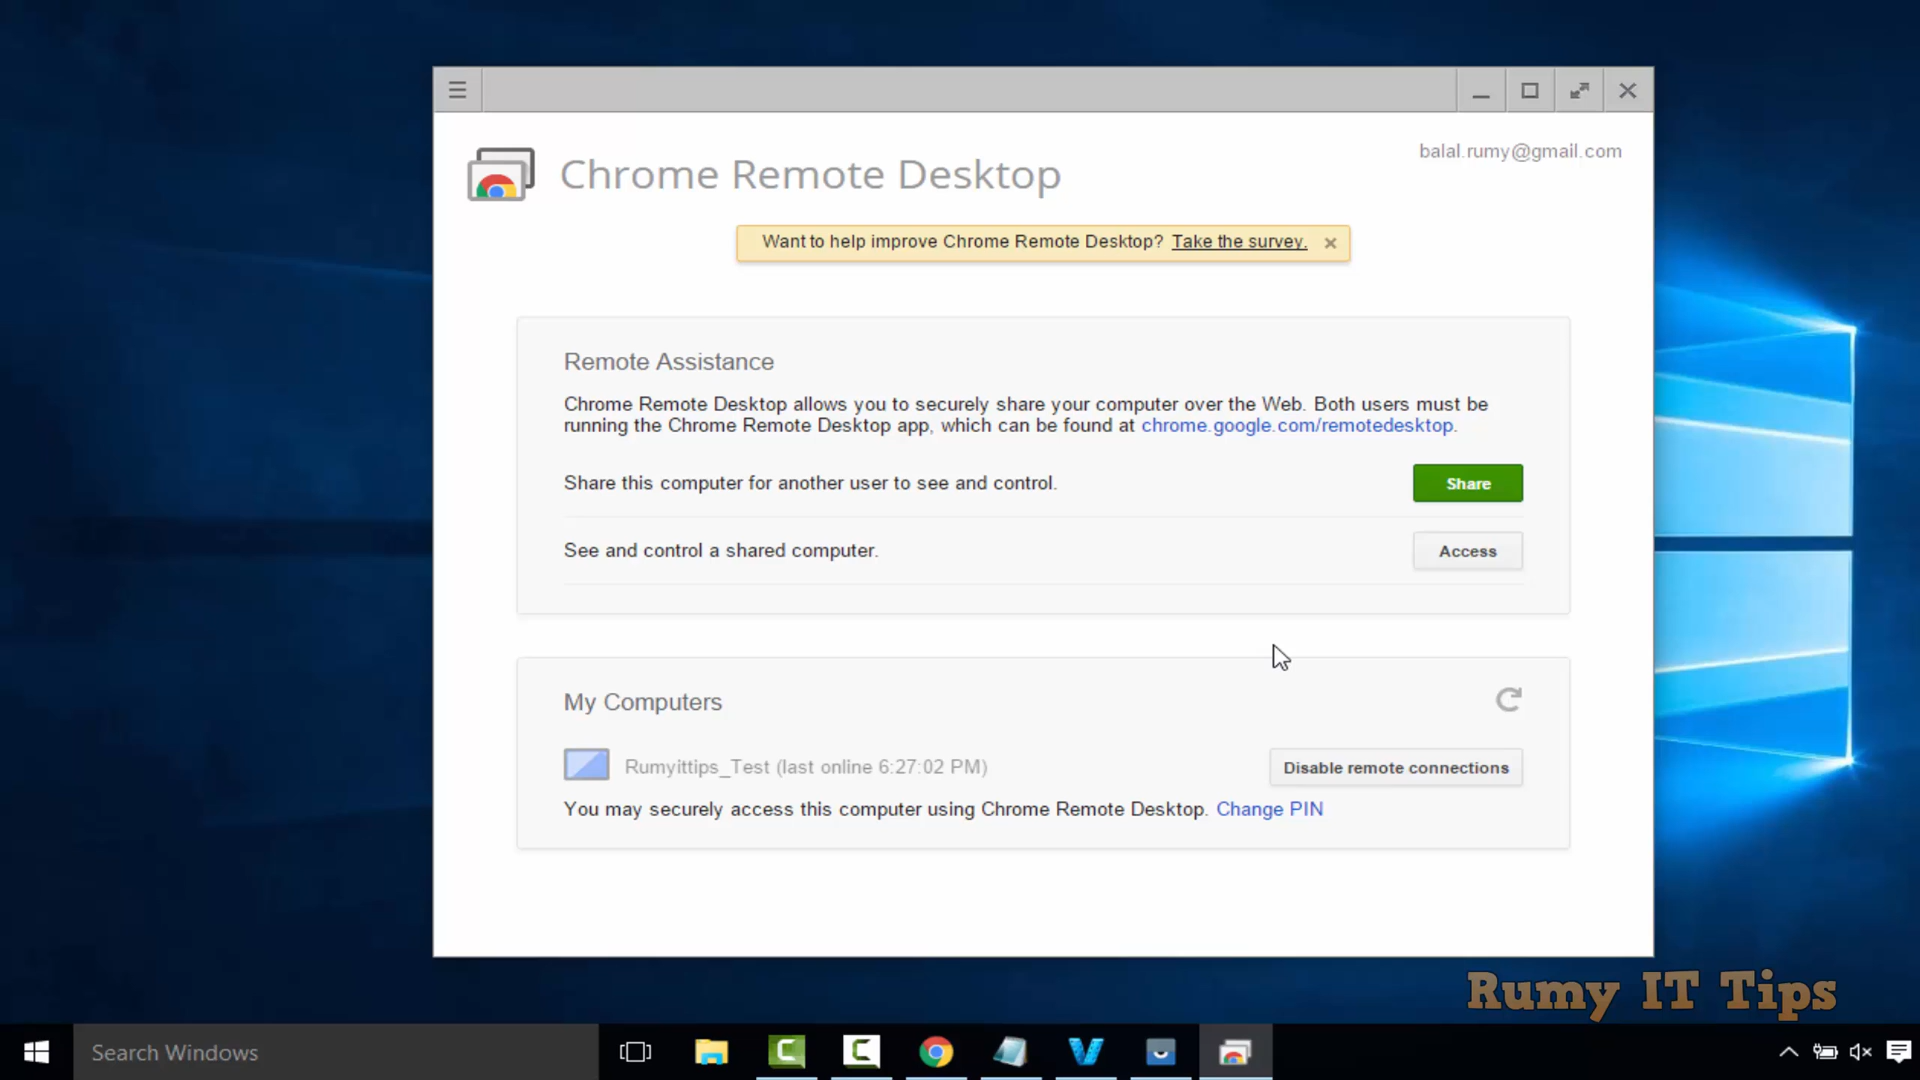 balal.rumy@gmail.com
Chrome Remote Desktop
Want to help improve Chrome Remote Desktop? Take the survey.
Remote Assistance
Chrome Remote Desktop allows you to securely share your computer over the Web. Both users must be
running the Chrome Remote Desktop app, which can be found at chrome.google.com/remotedesktop.
Share this computer for another user to see and control.
Share
See and control a shared computer.
Access
My Computers
Rumyittips_Test (last online 6:27:02 PM)
Disable remote connections
You may securely access this computer using Chrome Remote Desktop. Change PIN
Rumy IT Tips
Search Windows